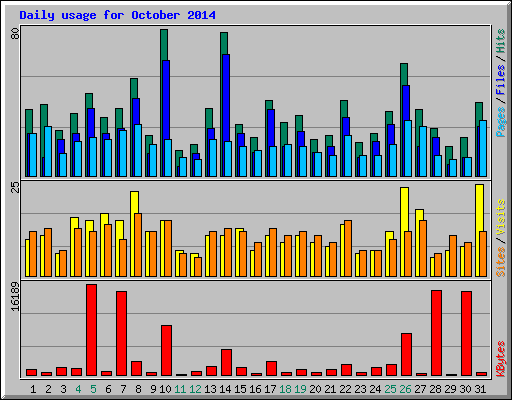 Daily usage for October 2014
80
Pages / Files / Hits
25
Sites / Visits
16189
KBytes
1 2 3 4 5 6 7 8 9 10 11 12 13 14 15 16 17 18 19 20 21 22 23 24 25 26 27 28 29 30 31